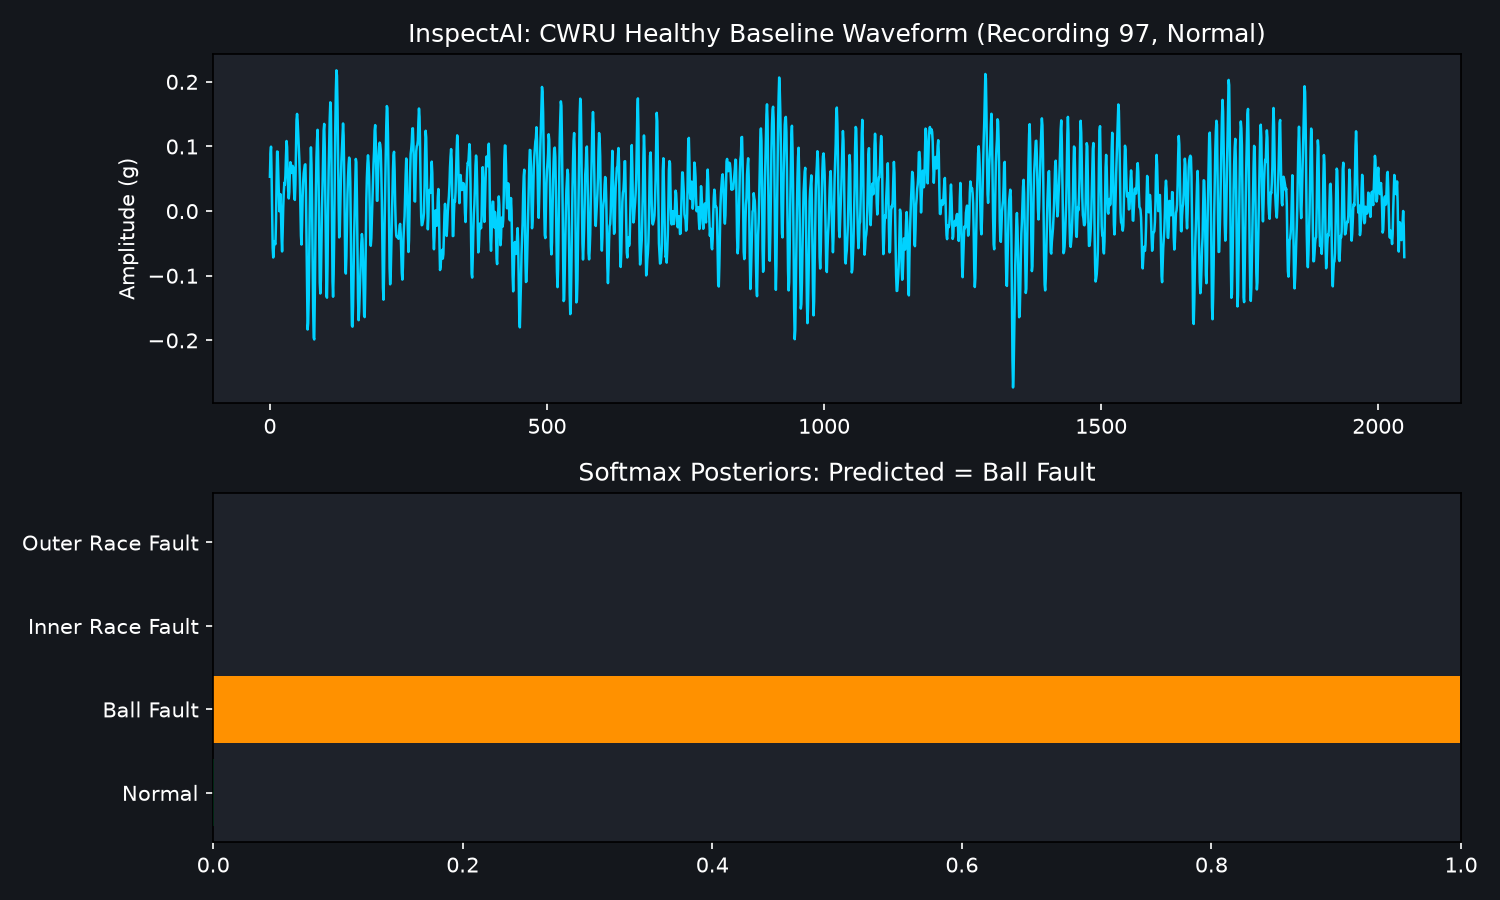 InspectAI: CWRU Healthy Baseline Waveform (Recording 97, Normal)
Amplitude (g)
0.2
0.1
0.0
−0.1
−0.2
0 500 1000 1500 2000
Softmax Posteriors: Predicted = Ball Fault
Outer Race Fault
Inner Race Fault
Ball Fault
Normal
0.0 0.2 0.4 0.6 0.8 1.0